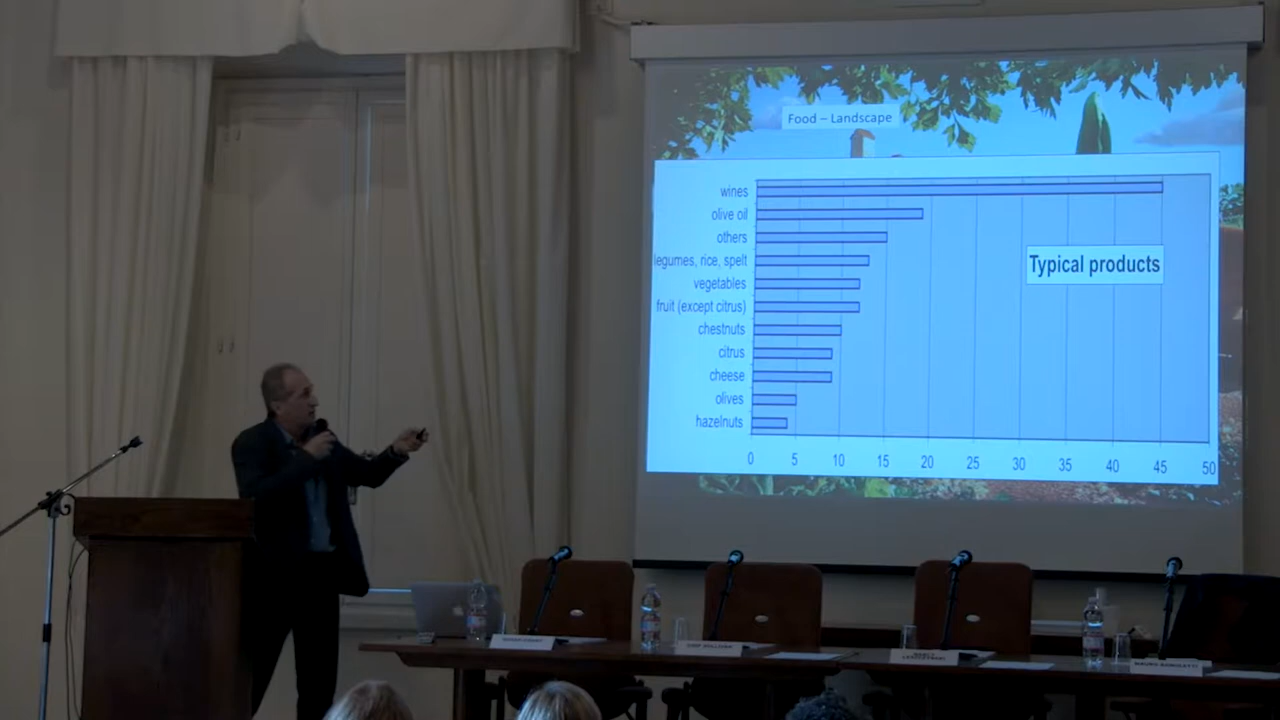 Food – Landscape
wines
olive oil
others
legumes, rice, spelt
vegetables
fruit (except citrus)
chestnuts
citrus
cheese
olives
hazelnuts
Typical products
0 5 10 15 20 25 30 35 40 45 50